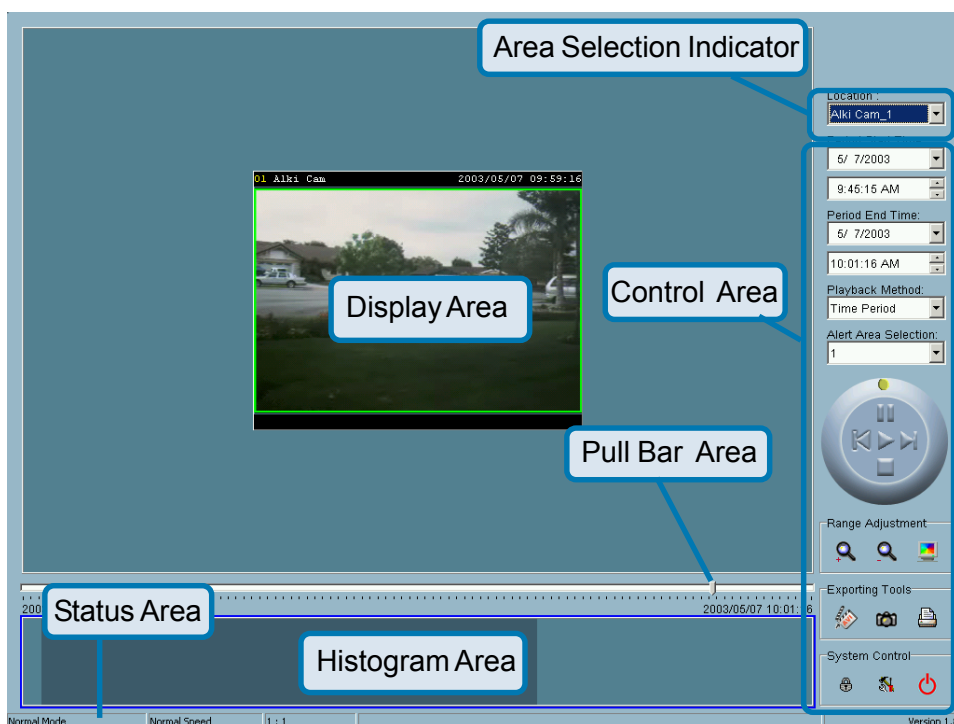 Area Selection Indicator
Location :
Alki Cam_1
5/ 7/2003
9:45:15 AM
Period End Time:
5/ 7/2003
10:01:16 AM
Playback Method:
Time Period
Alert Area Selection:
1
01 Alki Cam 2003/05/07 09:59:16
Display Area
Control Area
Pull Bar Area
Range Adjustment
Exporting Tools
System Control
2003/05/07 10:01:16
Status Area
Histogram Area
Normal Mode Normal Speed 1 : 1 Version 1